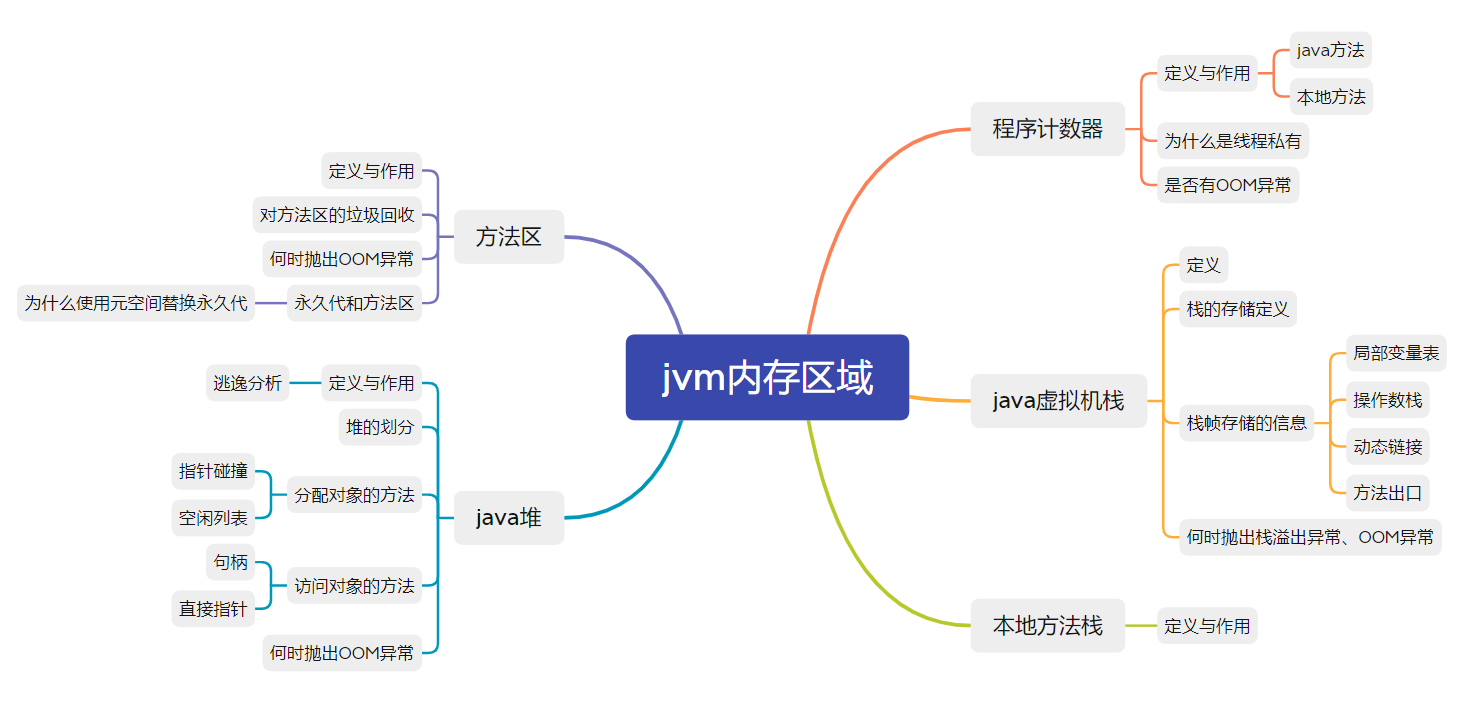 jvm内存区域
程序计数器
定义与作用
java方法
本地方法
为什么是线程私有
是否有OOM异常
java虚拟机栈
定义
栈的存储定义
栈帧存储的信息
局部变量表
操作数栈
动态链接
方法出口
何时抛出栈溢出异常、OOM异常
本地方法栈
定义与作用
方法区
定义与作用
对方法区的垃圾回收
何时抛出OOM异常
永久代和方法区
为什么使用元空间替换永久代
java堆
定义与作用
逃逸分析
堆的划分
分配对象的方法
指针碰撞
空闲列表
访问对象的方法
句柄
直接指针
何时抛出OOM异常